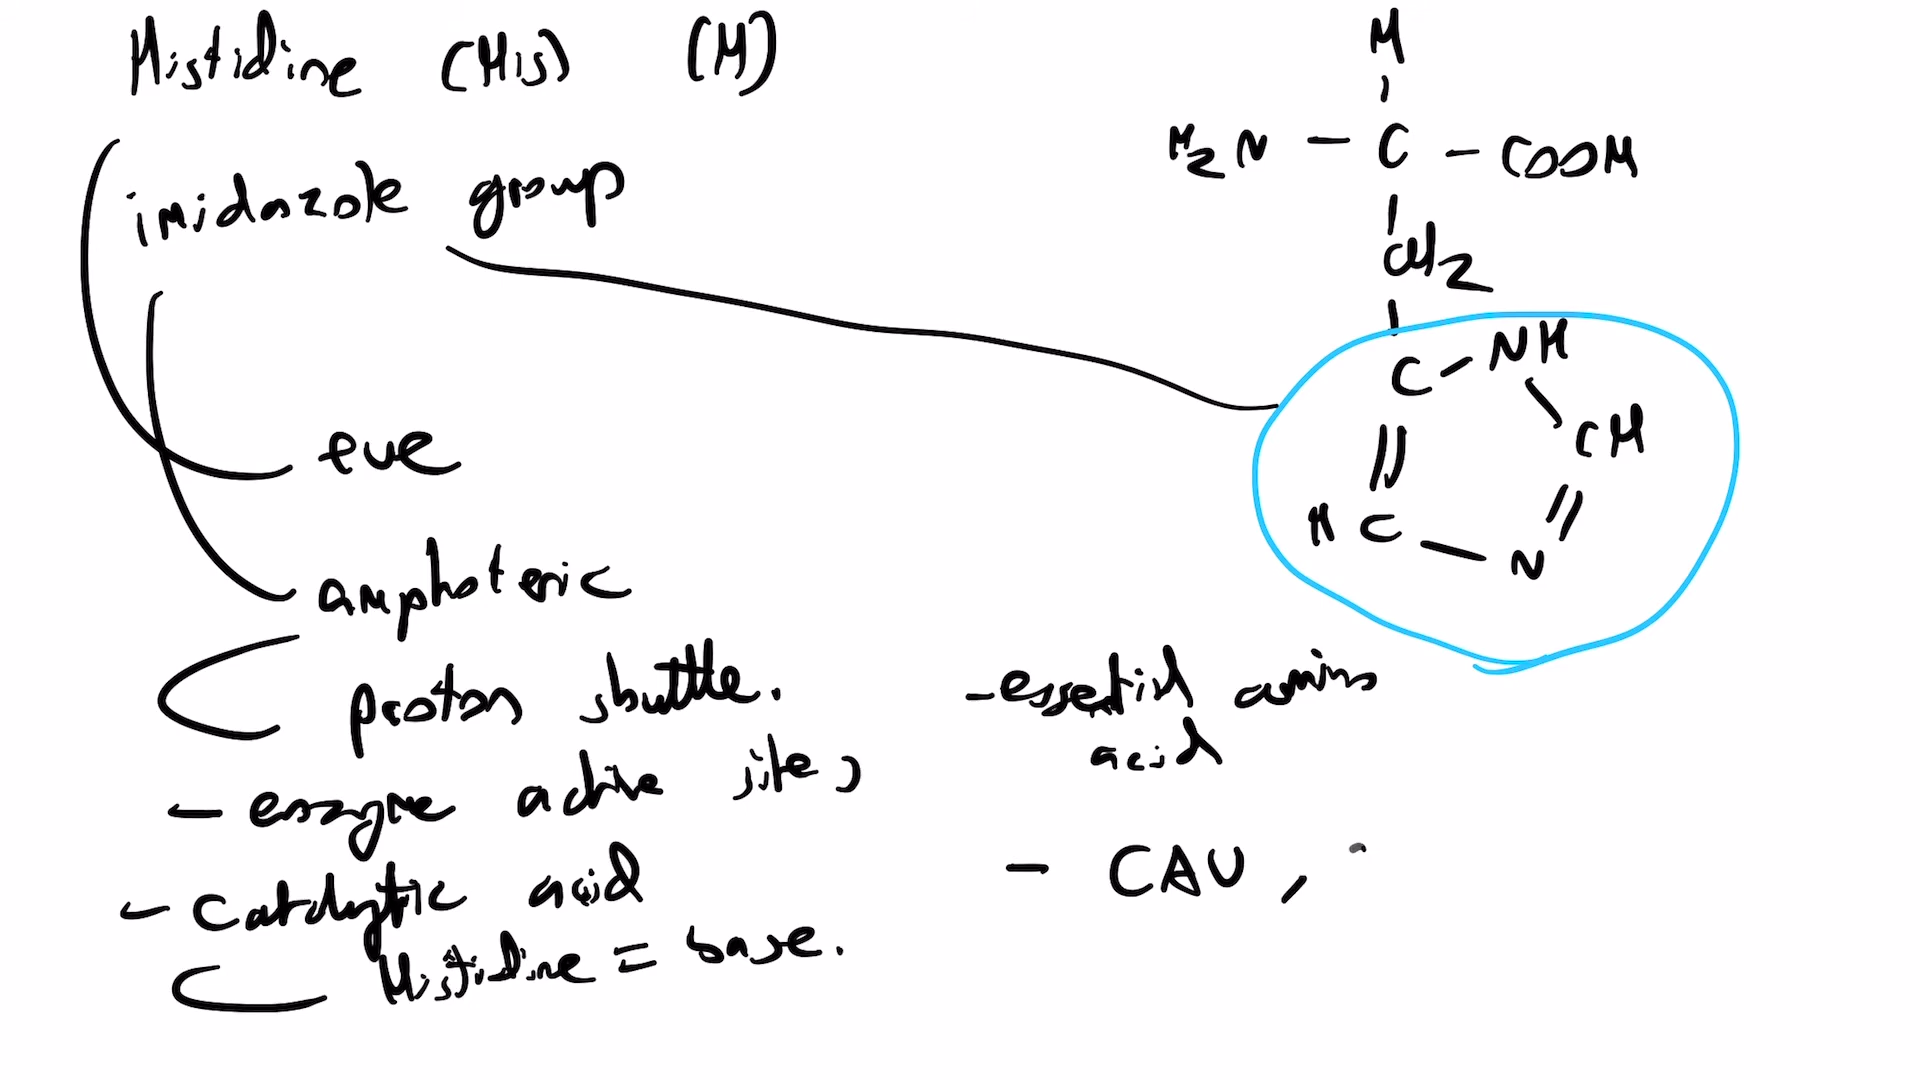 Histidine (His) (H)
imidazole group
eve
amphoteric
proton shuttle.
- enzyme active site,
- catalytic acid
Histidine = base.
H
H2N - C - COOH
CH2
C - NH
CH
HC - N
- essential amino
acid
- CAU ,